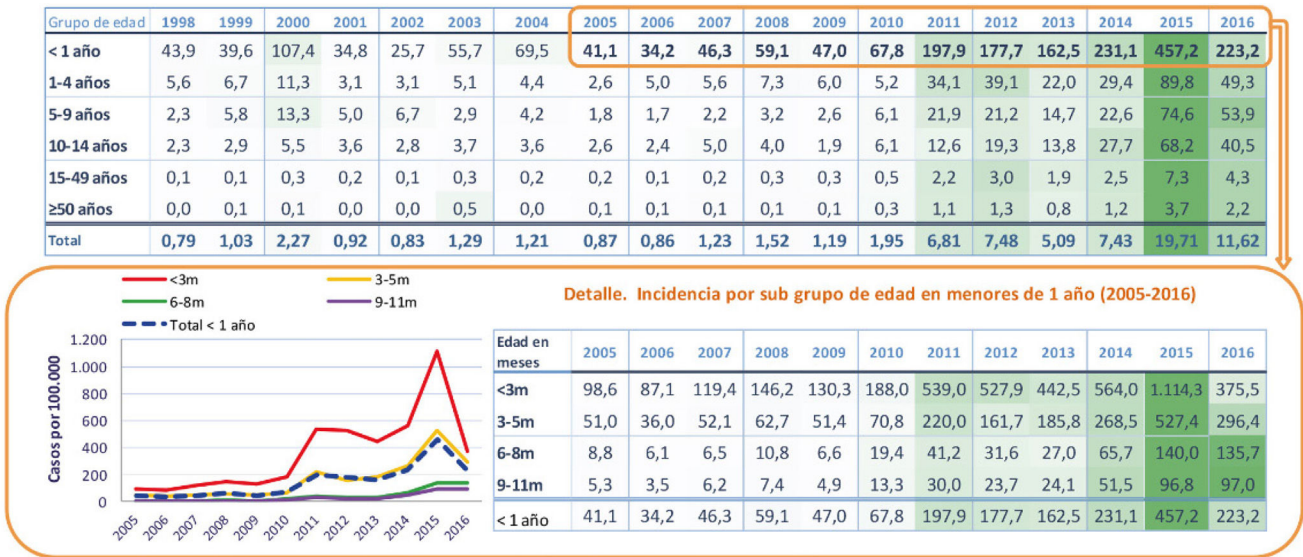 Grupo de edad 1998 1999 2000 2001 2002 2003 2004 2005 2006 2007 2008 2009 2010 2011 2012 2013 2014 2015 2016
< 1 año 43,9 39,6 107,4 34,8 25,7 55,7 69,5 41,1 34,2 46,3 59,1 47,0 67,8 197,9 177,7 162,5 231,1 457,2 223,2
1-4 años 5,6 6,7 11,3 3,1 3,1 5,1 4,4 2,6 5,0 5,6 7,3 6,0 5,2 34,1 39,1 22,0 29,4 89,8 49,3
5-9 años 2,3 5,8 13,3 5,0 6,7 2,9 4,2 1,8 1,7 2,2 3,2 2,6 6,1 21,9 21,2 14,7 22,6 74,6 53,9
10-14 años 2,3 2,9 5,5 3,6 2,8 3,7 3,6 2,6 2,4 5,0 4,0 1,9 6,1 12,6 19,3 13,8 27,7 68,2 40,5
15-49 años 0,1 0,1 0,3 0,2 0,1 0,3 0,2 0,2 0,1 0,2 0,3 0,3 0,5 2,2 3,0 1,9 2,5 7,3 4,3
≥50 años 0,0 0,1 0,1 0,0 0,0 0,5 0,0 0,1 0,1 0,1 0,1 0,1 0,3 1,1 1,3 0,8 1,2 3,7 2,2
Total 0,79 1,03 2,27 0,92 0,83 1,29 1,21 0,87 0,86 1,23 1,52 1,19 1,95 6,81 7,48 5,09 7,43 19,71 11,62
<3m 3-5m
6-8m 9-11m
Total < 1 año
Casos por 100.000
1.200
1.000
800
600
400
200
0
2005 2006 2007 2008 2009 2010 2011 2012 2013 2014 2015 2016
Detalle. Incidencia por sub grupo de edad en menores de 1 año (2005-2016)
Edad en meses 2005 2006 2007 2008 2009 2010 2011 2012 2013 2014 2015 2016
<3m 98,6 87,1 119,4 146,2 130,3 188,0 539,0 527,9 442,5 564,0 1.114,3 375,5
3-5m 51,0 36,0 52,1 62,7 51,4 70,8 220,0 161,7 185,8 268,5 527,4 296,4
6-8m 8,8 6,1 6,5 10,8 6,6 19,4 41,2 31,6 27,0 65,7 140,0 135,7
9-11m 5,3 3,5 6,2 7,4 4,9 13,3 30,0 23,7 24,1 51,5 96,8 97,0
< 1 año 41,1 34,2 46,3 59,1 47,0 67,8 197,9 177,7 162,5 231,1 457,2 223,2